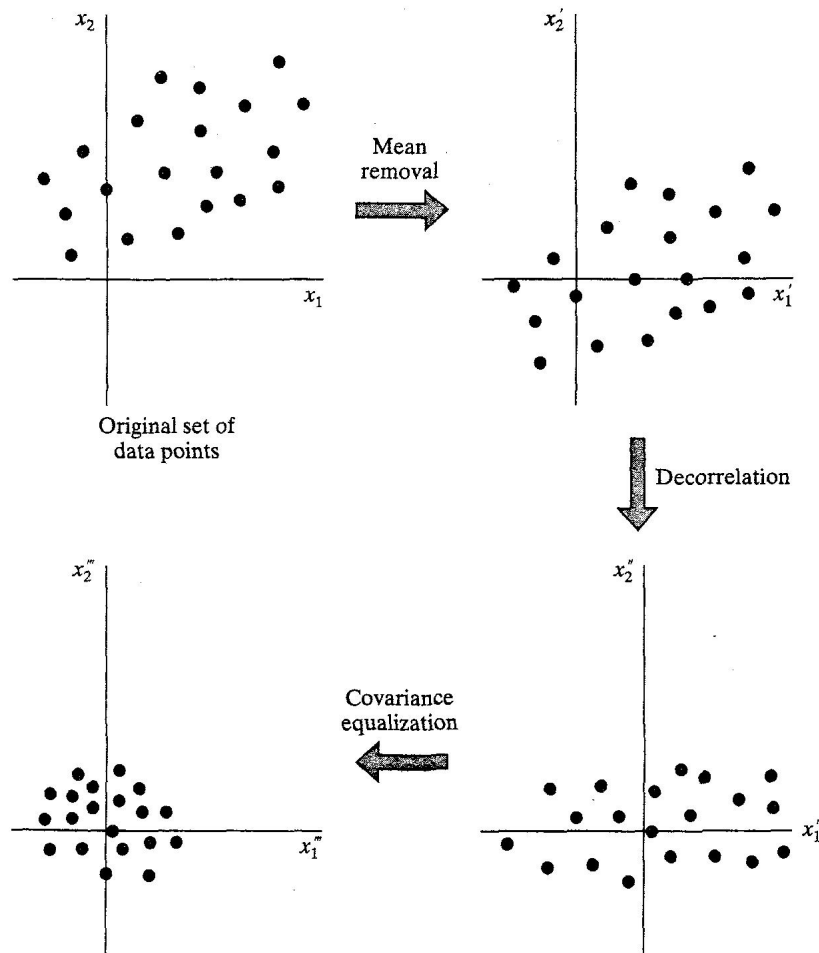 x₂
x₁
Original set of
data points
Mean
removal
x₂′
x₁′
Decorrelation
x₂″
x₁′
Covariance
equalization
x₂‴
x₁‴